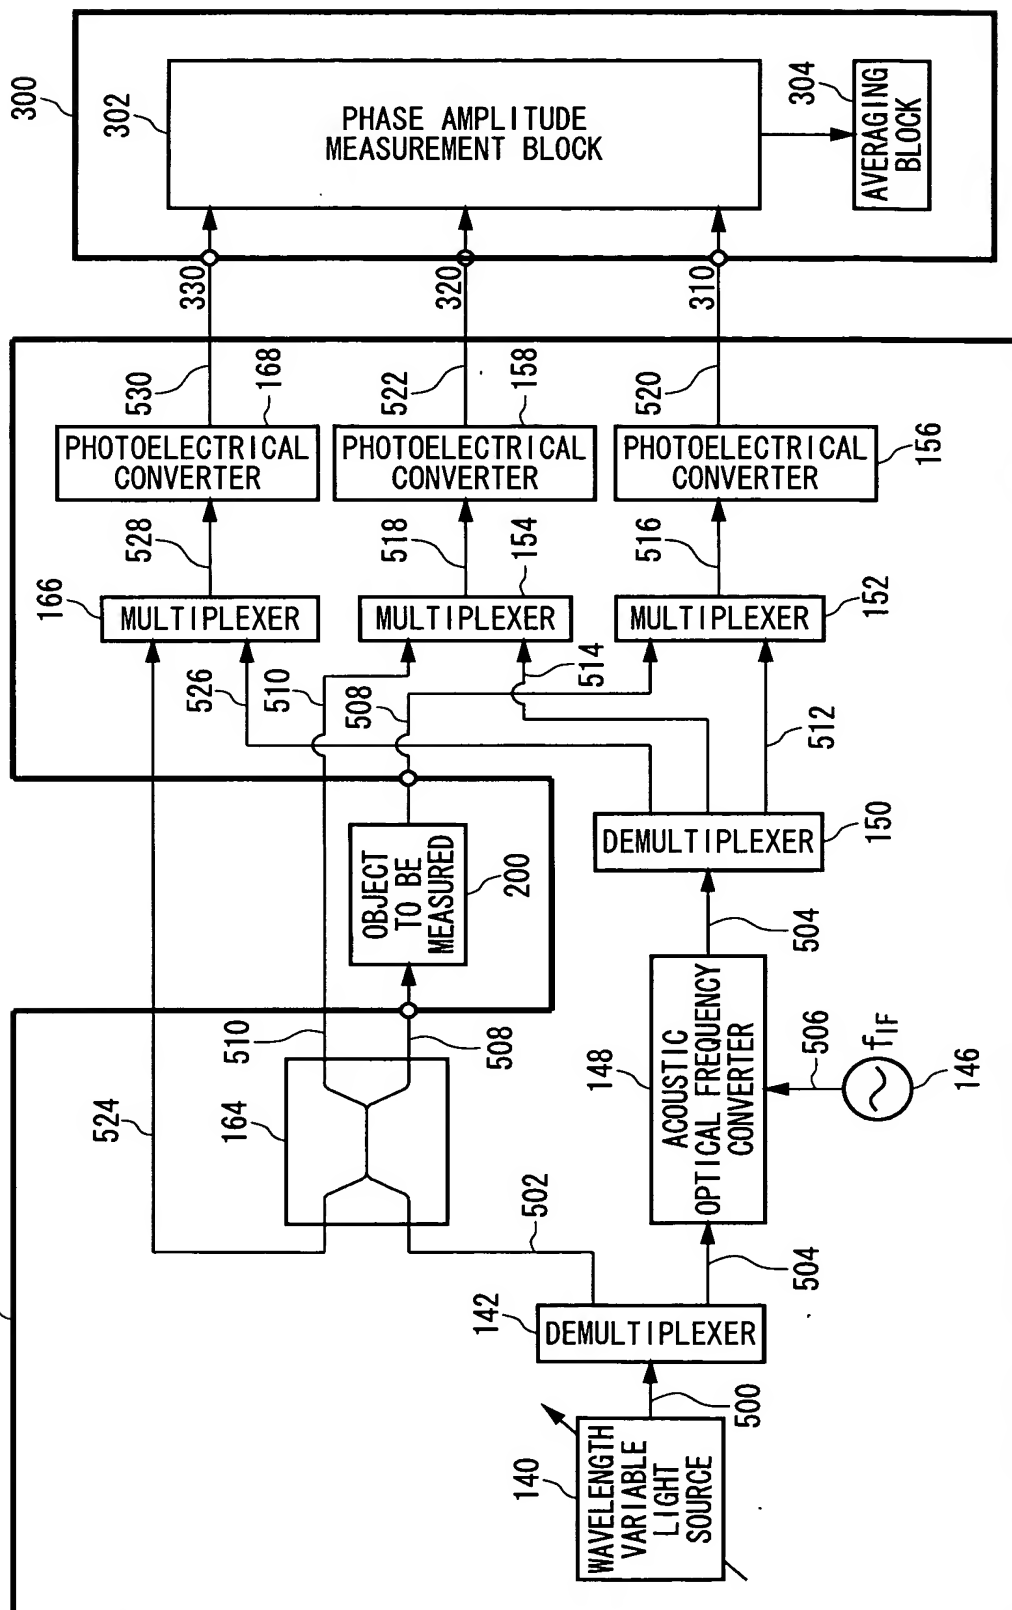 300
302
PHASE AMPLITUDE
MEASUREMENT BLOCK
304
AVERAGING
BLOCK
330
320
310
530
168
PHOTOELECTRICAL
CONVERTER
522
158
PHOTOELECTRICAL
CONVERTER
520
156
PHOTOELECTRICAL
CONVERTER
528
518
516
166
MULTIPLEXER
154
MULTIPLEXER
152
MULTIPLEXER
526
510
508
514
512
524
510
508
OBJECT
TO BE
MEASURED
200
DEMULTIPLEXER
150
504
164
502
148
ACOUSTIC
OPTICAL FREQUENCY
CONVERTER
506
fIF
146
504
142
DEMULTIPLEXER
500
140
WAVELENGTH
VARIABLE
LIGHT
SOURCE